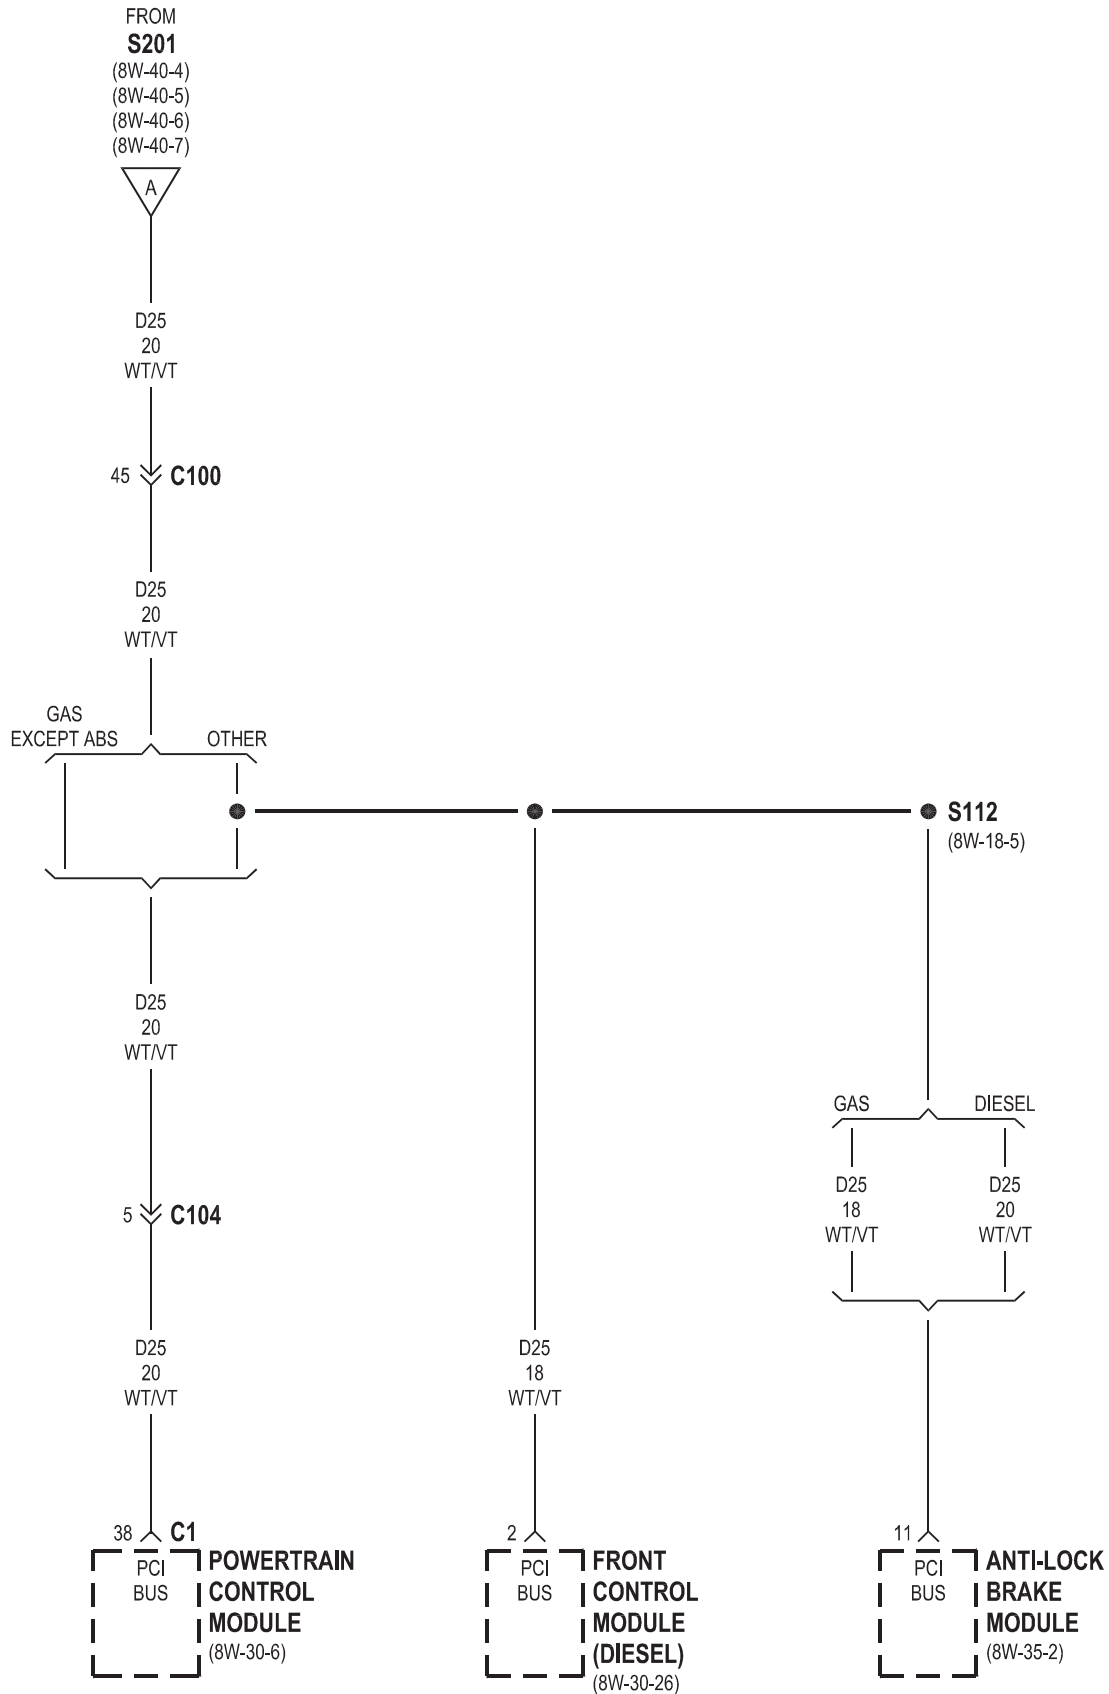 FROM
S201
(8W-40-4)
(8W-40-5)
(8W-40-6)
(8W-40-7)
A
D25
20
WT/VT
45 C100
D25
20
WT/VT
GAS
EXCEPT ABS
OTHER
S112
(8W-18-5)
D25
20
WT/VT
5 C104
D25
20
WT/VT
38 C1
PCI
BUS
POWERTRAIN
CONTROL
MODULE
(8W-30-6)
D25
18
WT/VT
2
PCI
BUS
FRONT
CONTROL
MODULE
(DIESEL)
(8W-30-26)
GAS
DIESEL
D25
18
WT/VT
D25
20
WT/VT
11
PCI
BUS
ANTI-LOCK
BRAKE
MODULE
(8W-35-2)